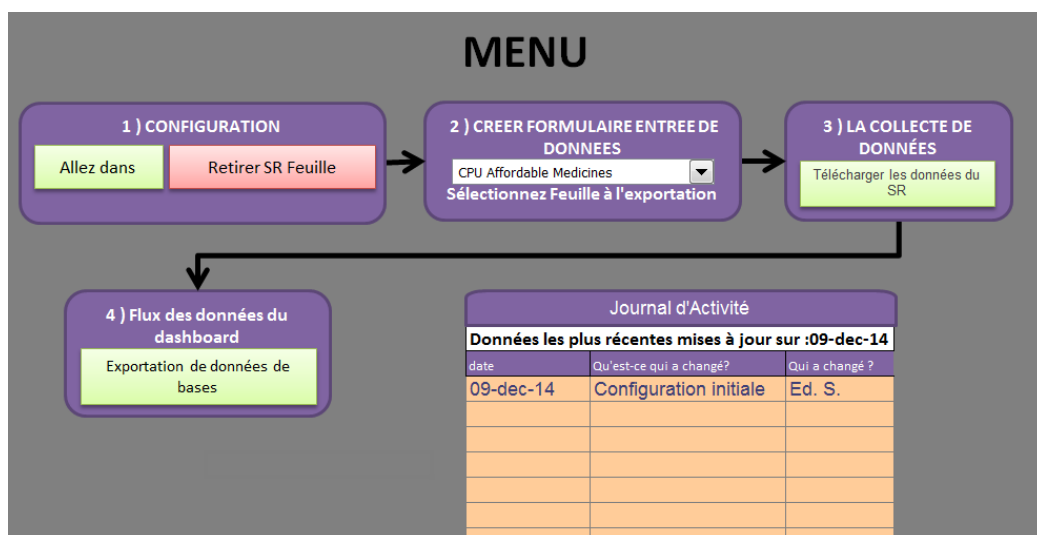 MENU
1 ) CONFIGURATION
Allez dans
Retirer SR Feuille
2 ) CREER FORMULAIRE ENTREE DE
DONNEES
CPU Affordable Medicines
Sélectionnez Feuille à l'exportation
3 ) LA COLLECTE DE
DONNÉES
Télécharger les données du
SR
4 ) Flux des données du
dashboard
Exportation de données de
bases
Journal d'Activité
Données les plus récentes mises à jour sur :09-dec-14
date Qu'est-ce qui a changé? Qui a changé ?
09-dec-14 Configuration initiale Ed. S.